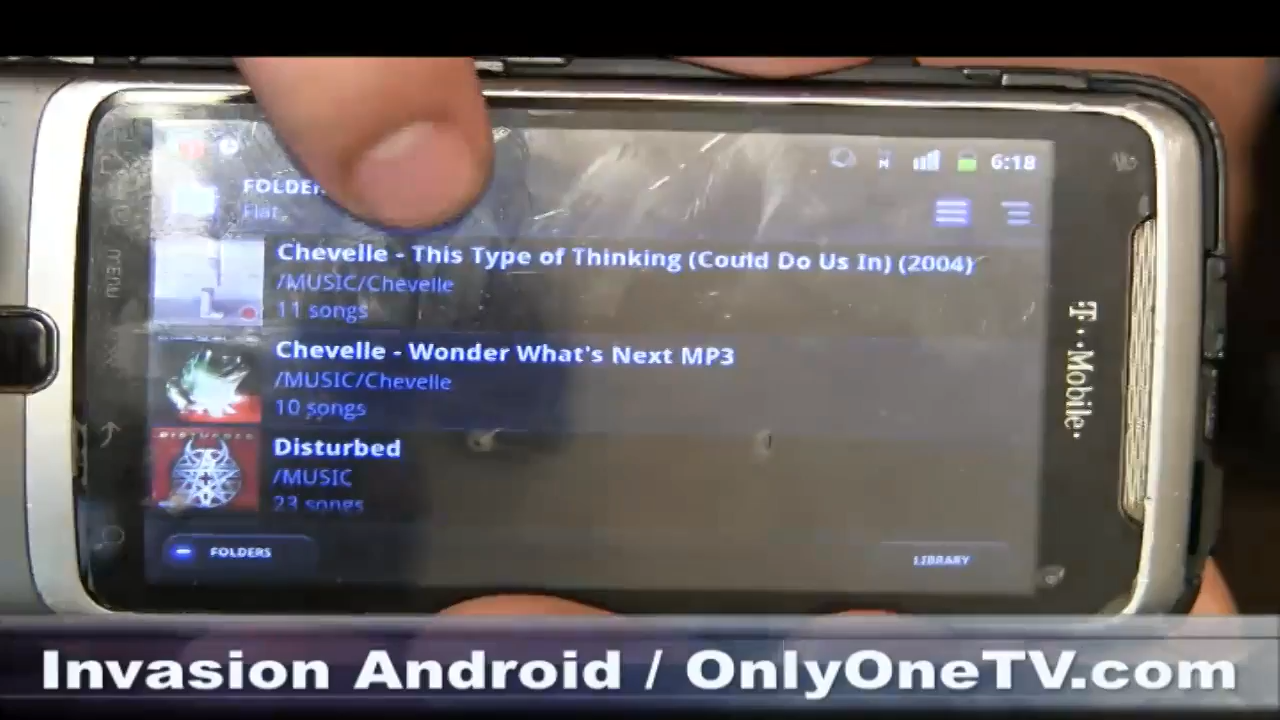 N 6:18
FOLDER
Flat
Chevelle - This Type of Thinking (Could Do Us In) (2004)
/MUSIC/Chevelle
11 songs
Chevelle - Wonder What's Next MP3
/MUSIC/Chevelle
10 songs
DISTURBED
Disturbed
/MUSIC
23 songs
FOLDERS
LIBRARY
MENU
T··Mobile·
Invasion Android / OnlyOneTV.com